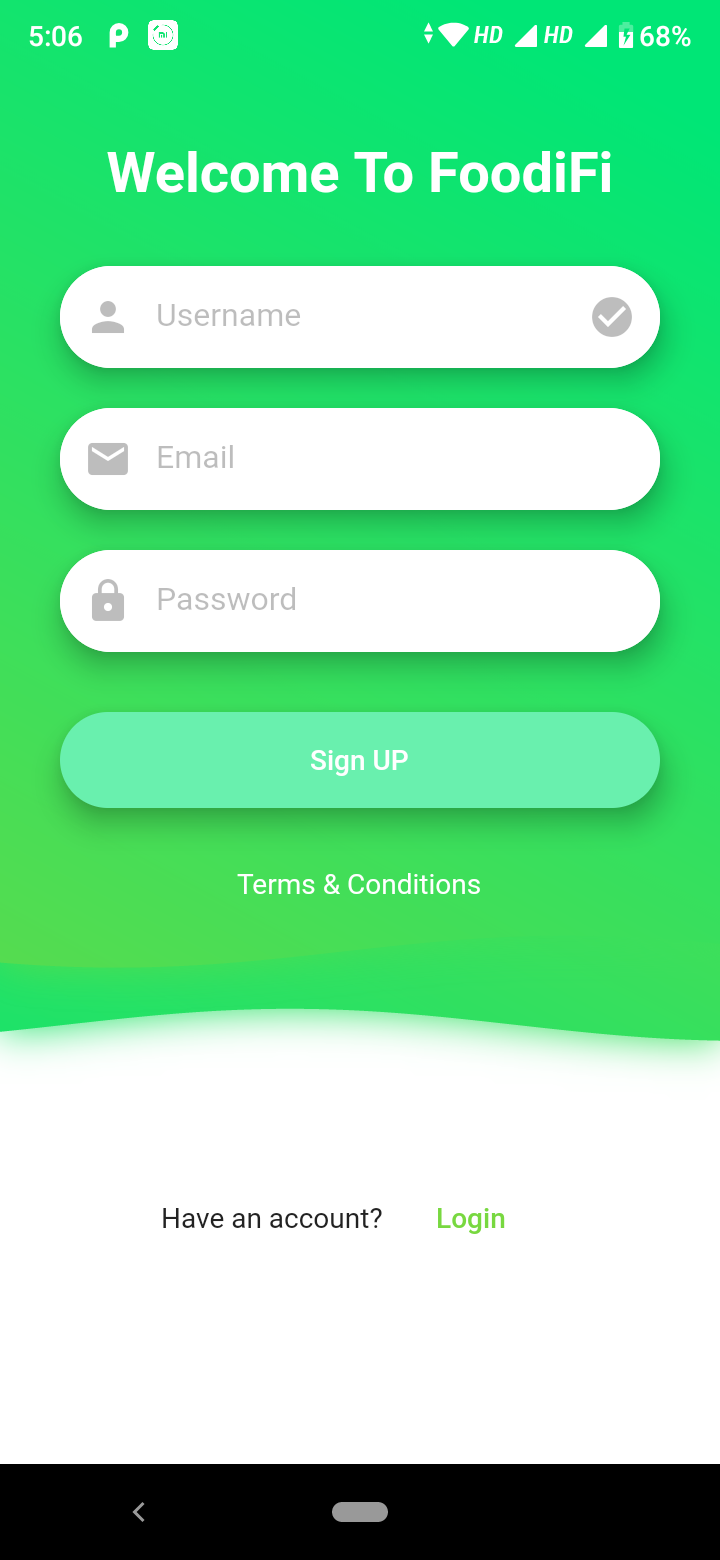 5:06 HD HD 68%
Welcome To FoodiFi
Username
Email
Password
Sign UP
Terms & Conditions
Have an account? Login